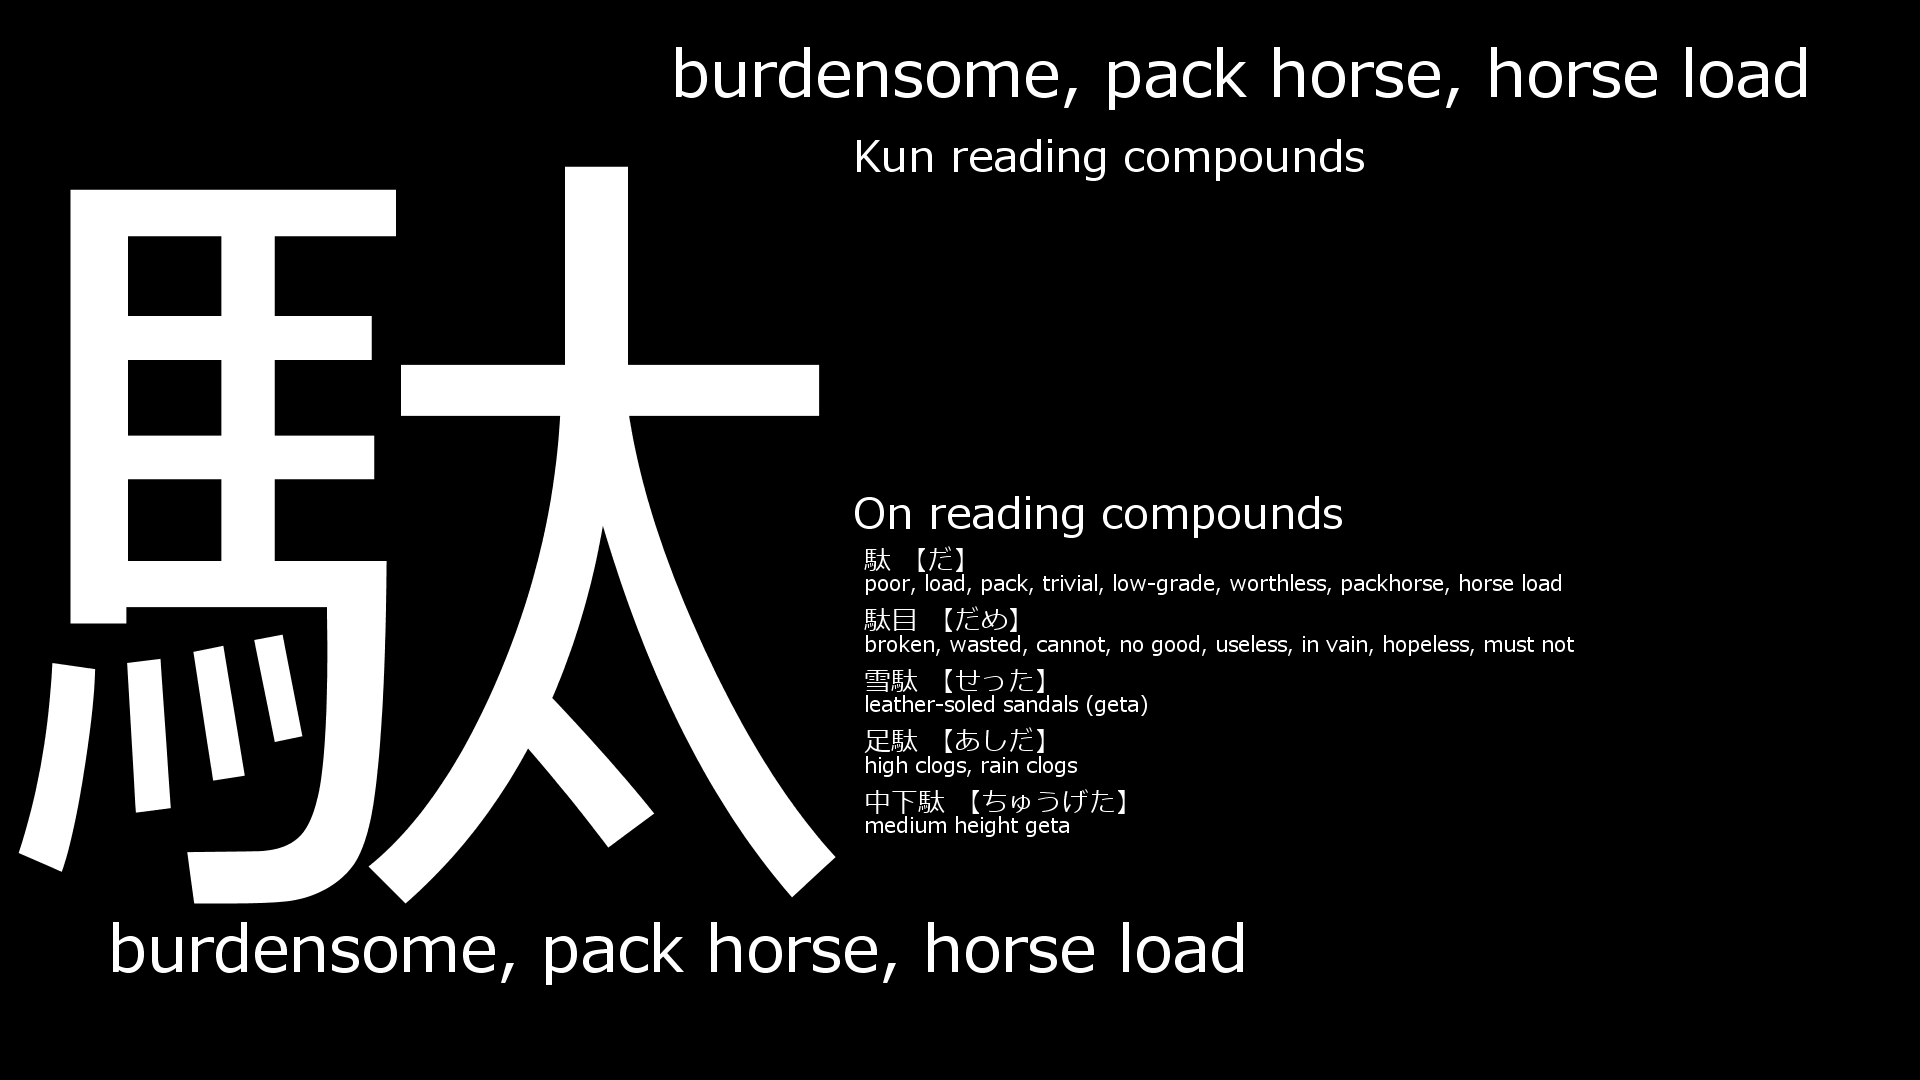 burdensome, pack horse, horse load
Kun reading compounds
駄
On reading compounds
駄 【だ】
poor, load, pack, trivial, low-grade, worthless, packhorse, horse load
駄目 【だめ】
broken, wasted, cannot, no good, useless, in vain, hopeless, must not
雪駄 【せった】
leather-soled sandals (geta)
足駄 【あしだ】
high clogs, rain clogs
中下駄 【ちゅうげた】
medium height geta
burdensome, pack horse, horse load